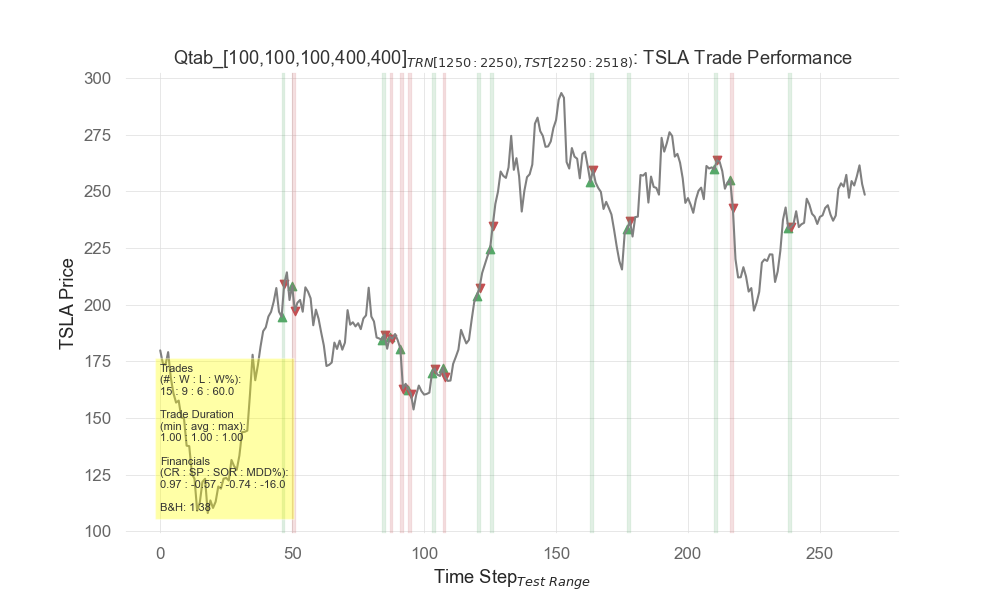 Qtab_[100,100,100,400,400]TRN[1250:2250),TST[2250:2518): TSLA Trade Performance
300
275
250
225
200
175
150
125
100
TSLA Price
Trades
(# : W : L : W%):
15 : 9 : 6 : 60.0
Trade Duration
(min : avg : max):
1.00 : 1.00 : 1.00
Financials
(CR : SP : SOR : MDD%):
0.97 : -0.57 : -0.74 : -16.0
B&H: 1.38
0 50 100 150 200 250
Time StepTest Range